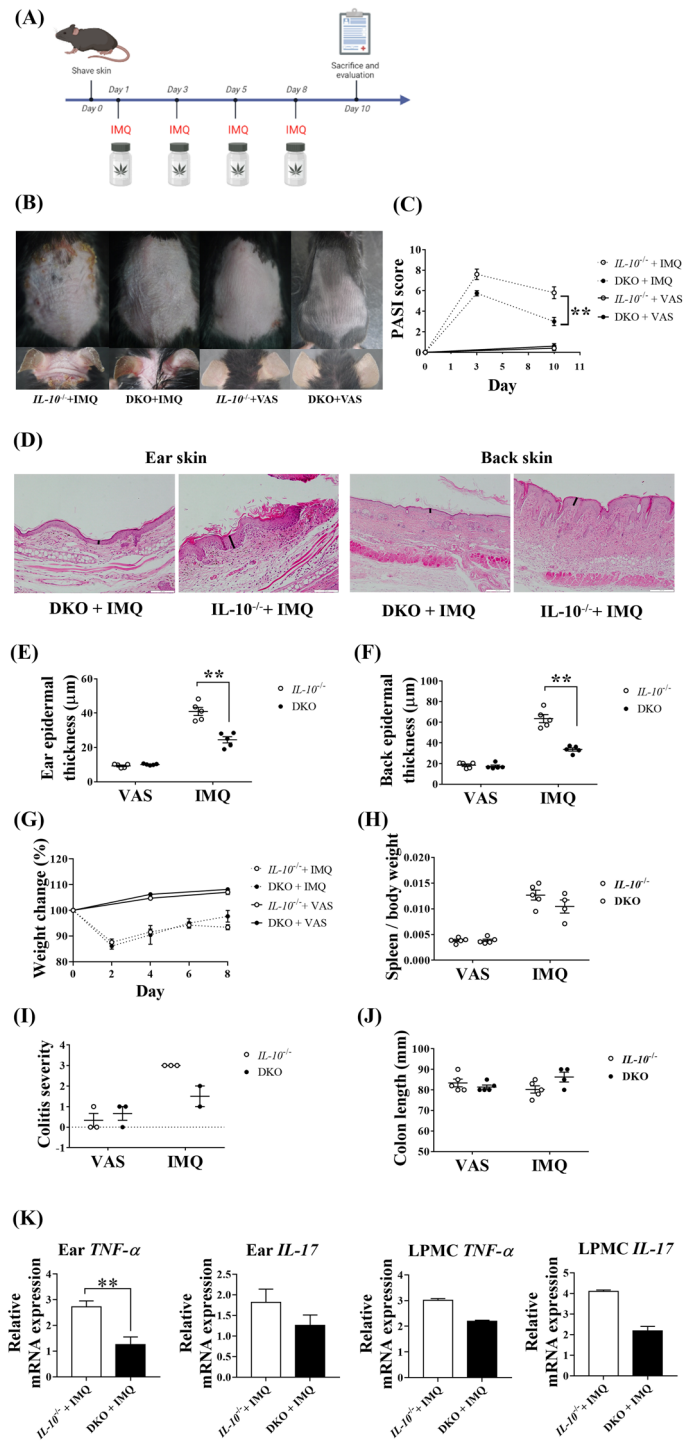 (A)
Shave skin
Sacrifice and
evaluation
Day 1
Day 3
Day 5
Day 8
Day 0
Day 10
IMQ
IMQ
IMQ
IMQ
(B)
IL-10-/-+IMQ
DKO+IMQ
IL-10-/-+VAS
DKO+VAS
(C)
PASI score
10
8
6
4
2
0
0
1
3
10
11
Day
**
IL-10-/- + IMQ
DKO + IMQ
IL-10-/- + VAS
DKO + VAS
(D)
Ear skin
Back skin
DKO + IMQ
IL-10-/-+ IMQ
DKO + IMQ
IL-10-/-+ IMQ
(E)
Ear epidermal
thickness (µm)
60
40
20
0
**
VAS
IMQ
IL-10-/-
DKO
(F)
Back epidermal
thickness (µm)
100
80
60
40
20
0
**
VAS
IMQ
IL-10-/-
DKO
(G)
Weight change (%)
120
110
100
90
80
0
2
4
6
8
Day
IL-10-/-+ IMQ
DKO + IMQ
IL-10-/-+ VAS
DKO + VAS
(H)
Spleen / body weight
0.020
0.015
0.010
0.005
0.000
VAS
IMQ
IL-10-/-
DKO
(I)
Colitis severity
4
3
2
1
0
-1
VAS
IMQ
IL-10-/-
DKO
(J)
Colon length (mm)
100
90
80
70
60
50
VAS
IMQ
IL-10-/-
DKO
(K)
Ear TNF-α
Relative
mRNA expression
4
3
2
1
0
**
IL-10-/-+ IMQ
DKO + IMQ
Ear IL-17
Relative
mRNA expression
2.5
2.0
1.5
1.0
0.5
0.0
IL-10-/-+ IMQ
DKO + IMQ
LPMC TNF-α
Relative
mRNA expression
4
3
2
1
0
IL-10-/-+ IMQ
DKO + IMQ
LPMC IL-17
Relative
mRNA expression
5
4
3
2
1
0
IL-10-/-+ IMQ
DKO + IMQ